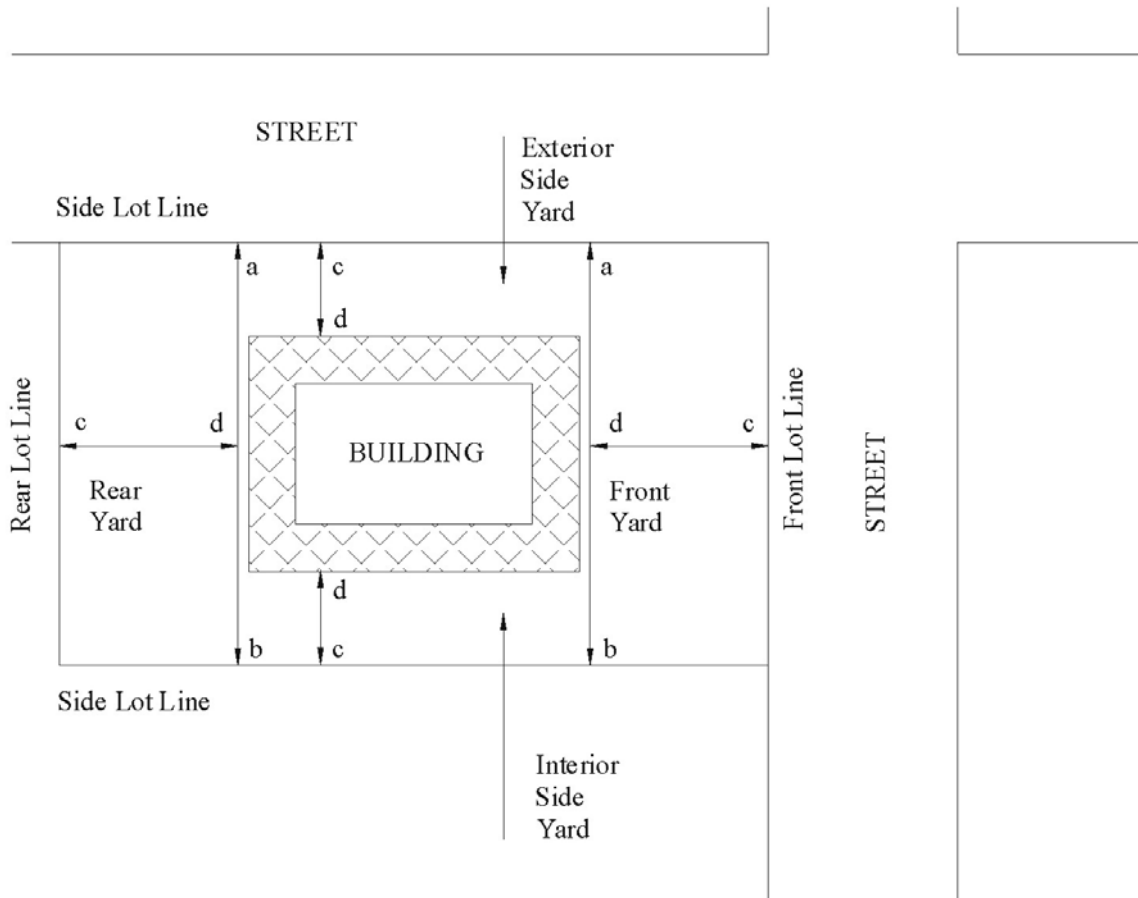 STREET
Exterior
Side
Yard
Side Lot Line
a
c
a
d
Rear Lot Line
c
d
BUILDING
d
c
Front Lot Line
STREET
Rear
Yard
Front
Yard
d
b
c
b
Side Lot Line
Interior
Side
Yard